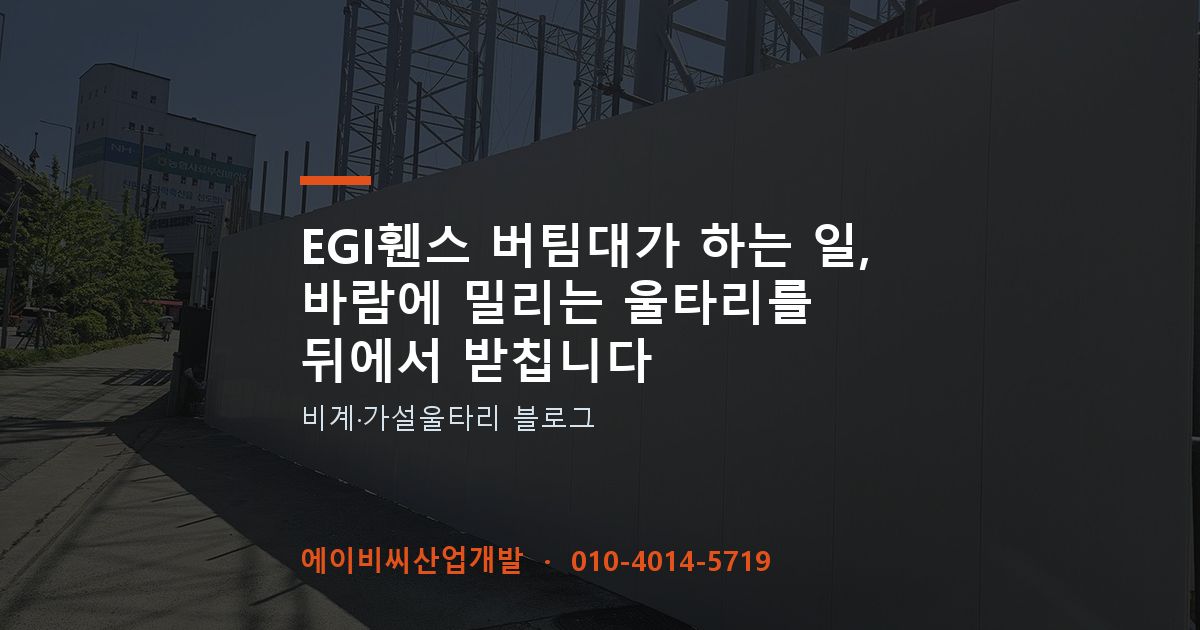 NH
EGI휀스 버팀대가 하는 일,
바람에 밀리는 울타리를
뒤에서 받칩니다
비계·가설울타리 블로그
에이비씨산업개발 · 010-4014-5719